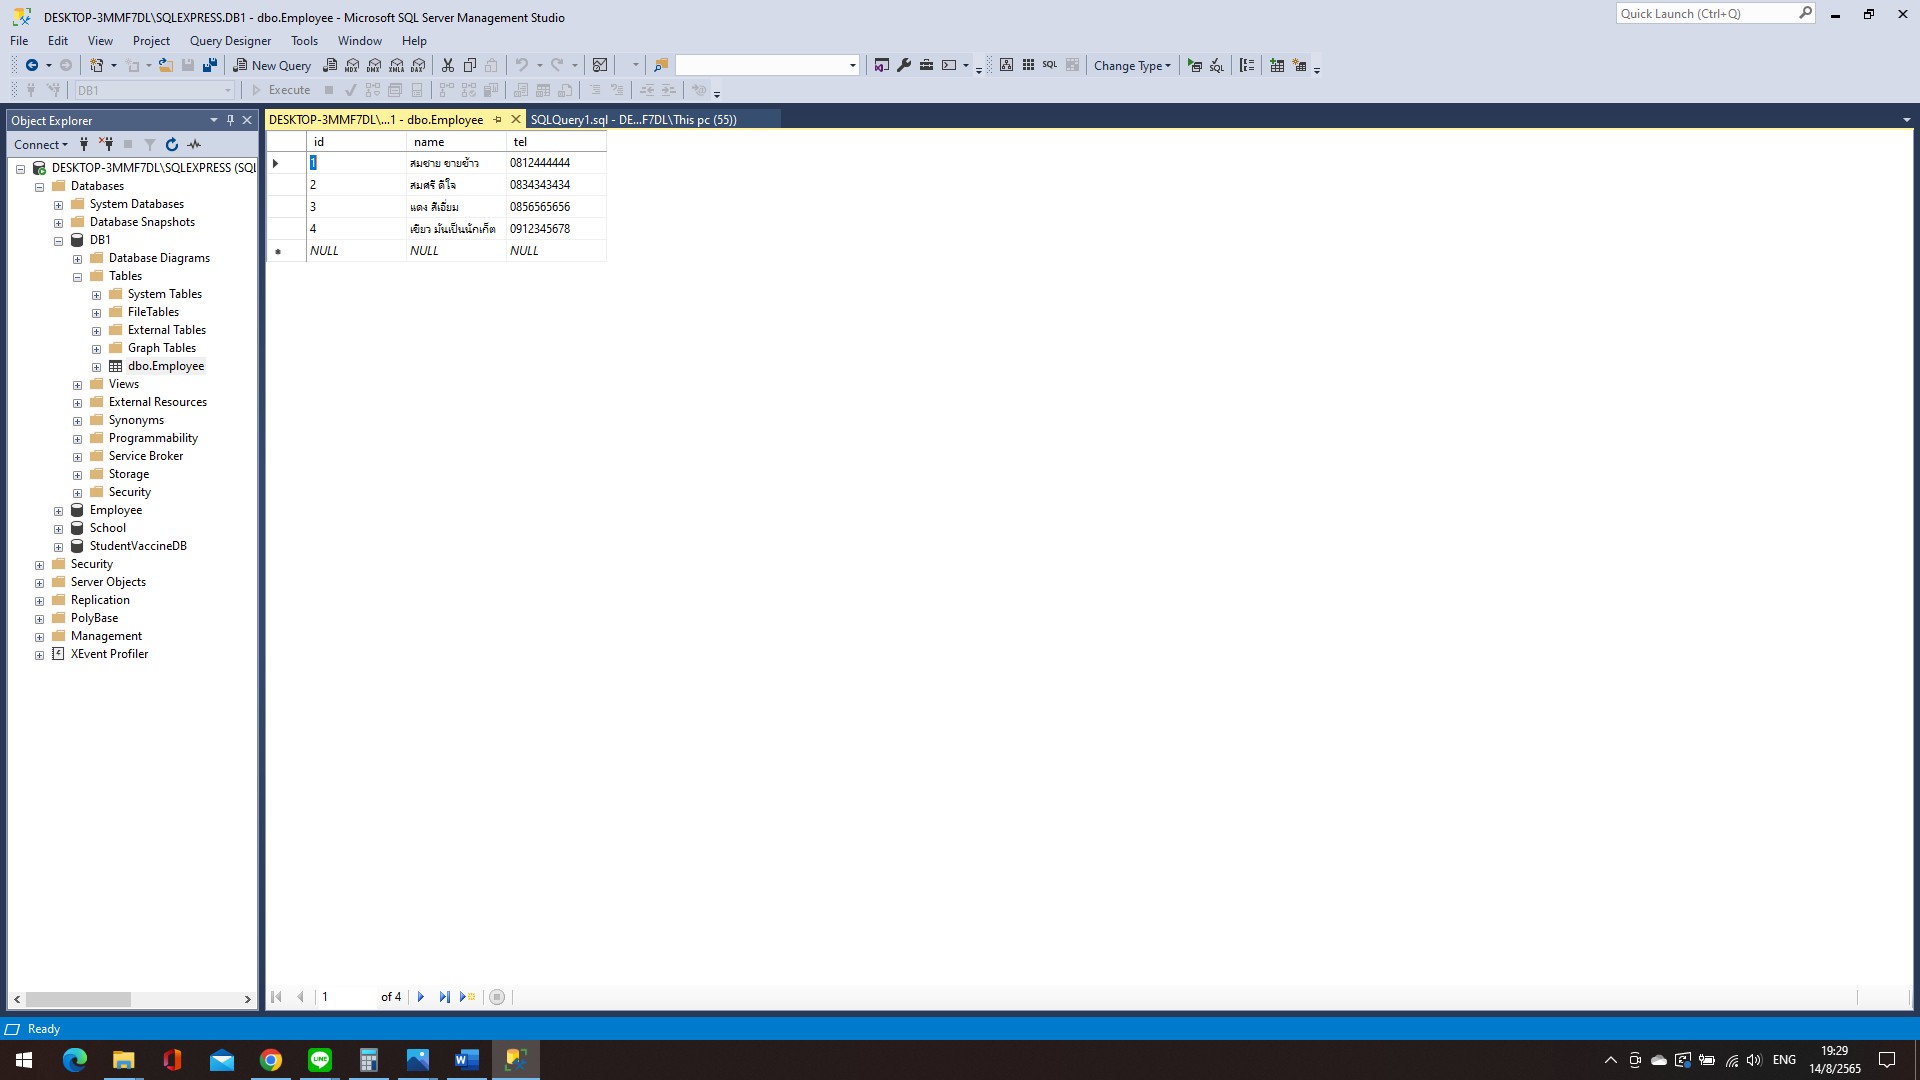 DESKTOP-3MMF7DL\SQLEXPRESS.DB1 - dbo.Employee - Microsoft SQL Server Management Studio
Quick Launch (Ctrl+Q)
File Edit View Project Query Designer Tools Window Help
New Query MDX DMX XMLA DAX SQL Change Type
DB1 Execute
Object Explorer
DESKTOP-3MMF7DL\...1 - dbo.Employee
SQLQuery1.sql - DE...F7DL\This pc (55))
Connect
DESKTOP-3MMF7DL\SQLEXPRESS (SQL
Databases
System Databases
Database Snapshots
DB1
Database Diagrams
Tables
System Tables
FileTables
External Tables
Graph Tables
dbo.Employee
Views
External Resources
Synonyms
Programmability
Service Broker
Storage
Security
Employee
School
StudentVaccineDB
Security
Server Objects
Replication
PolyBase
Management
XEvent Profiler
id name tel
1 สมชาย ขายข้าว 0812444444
2 สมศรี ดีใจ 0834343434
3 แดง สีเอี่ยม 0856565656
4 เขียว มันเป็นนักเก็ต 0912345678
NULL NULL NULL
1 of 4
Ready
LINE
ENG
19:29
14/8/2565